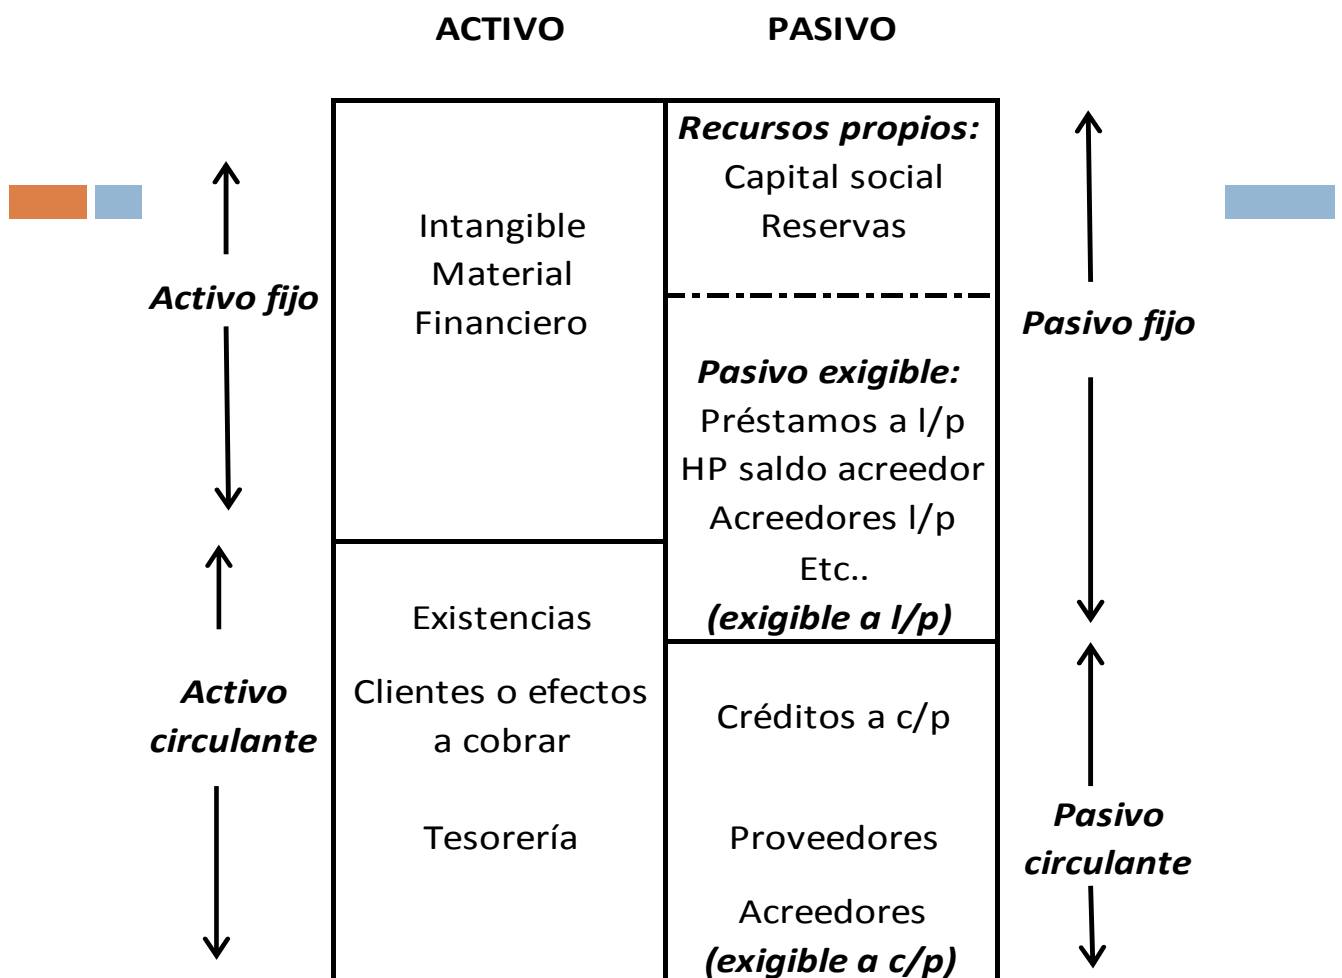 ACTIVO
PASIVO
Activo fijo
Intangible
Material
Financiero
Recursos propios:
Capital social
Reservas
Pasivo exigible:
Préstamos a l/p
HP saldo acreedor
Acreedores l/p
Etc..
(exigible a l/p)
Pasivo fijo
Activo
circulante
Existencias
Clientes o efectos
a cobrar
Tesorería
Créditos a c/p
Proveedores
Acreedores
(exigible a c/p)
Pasivo
circulante